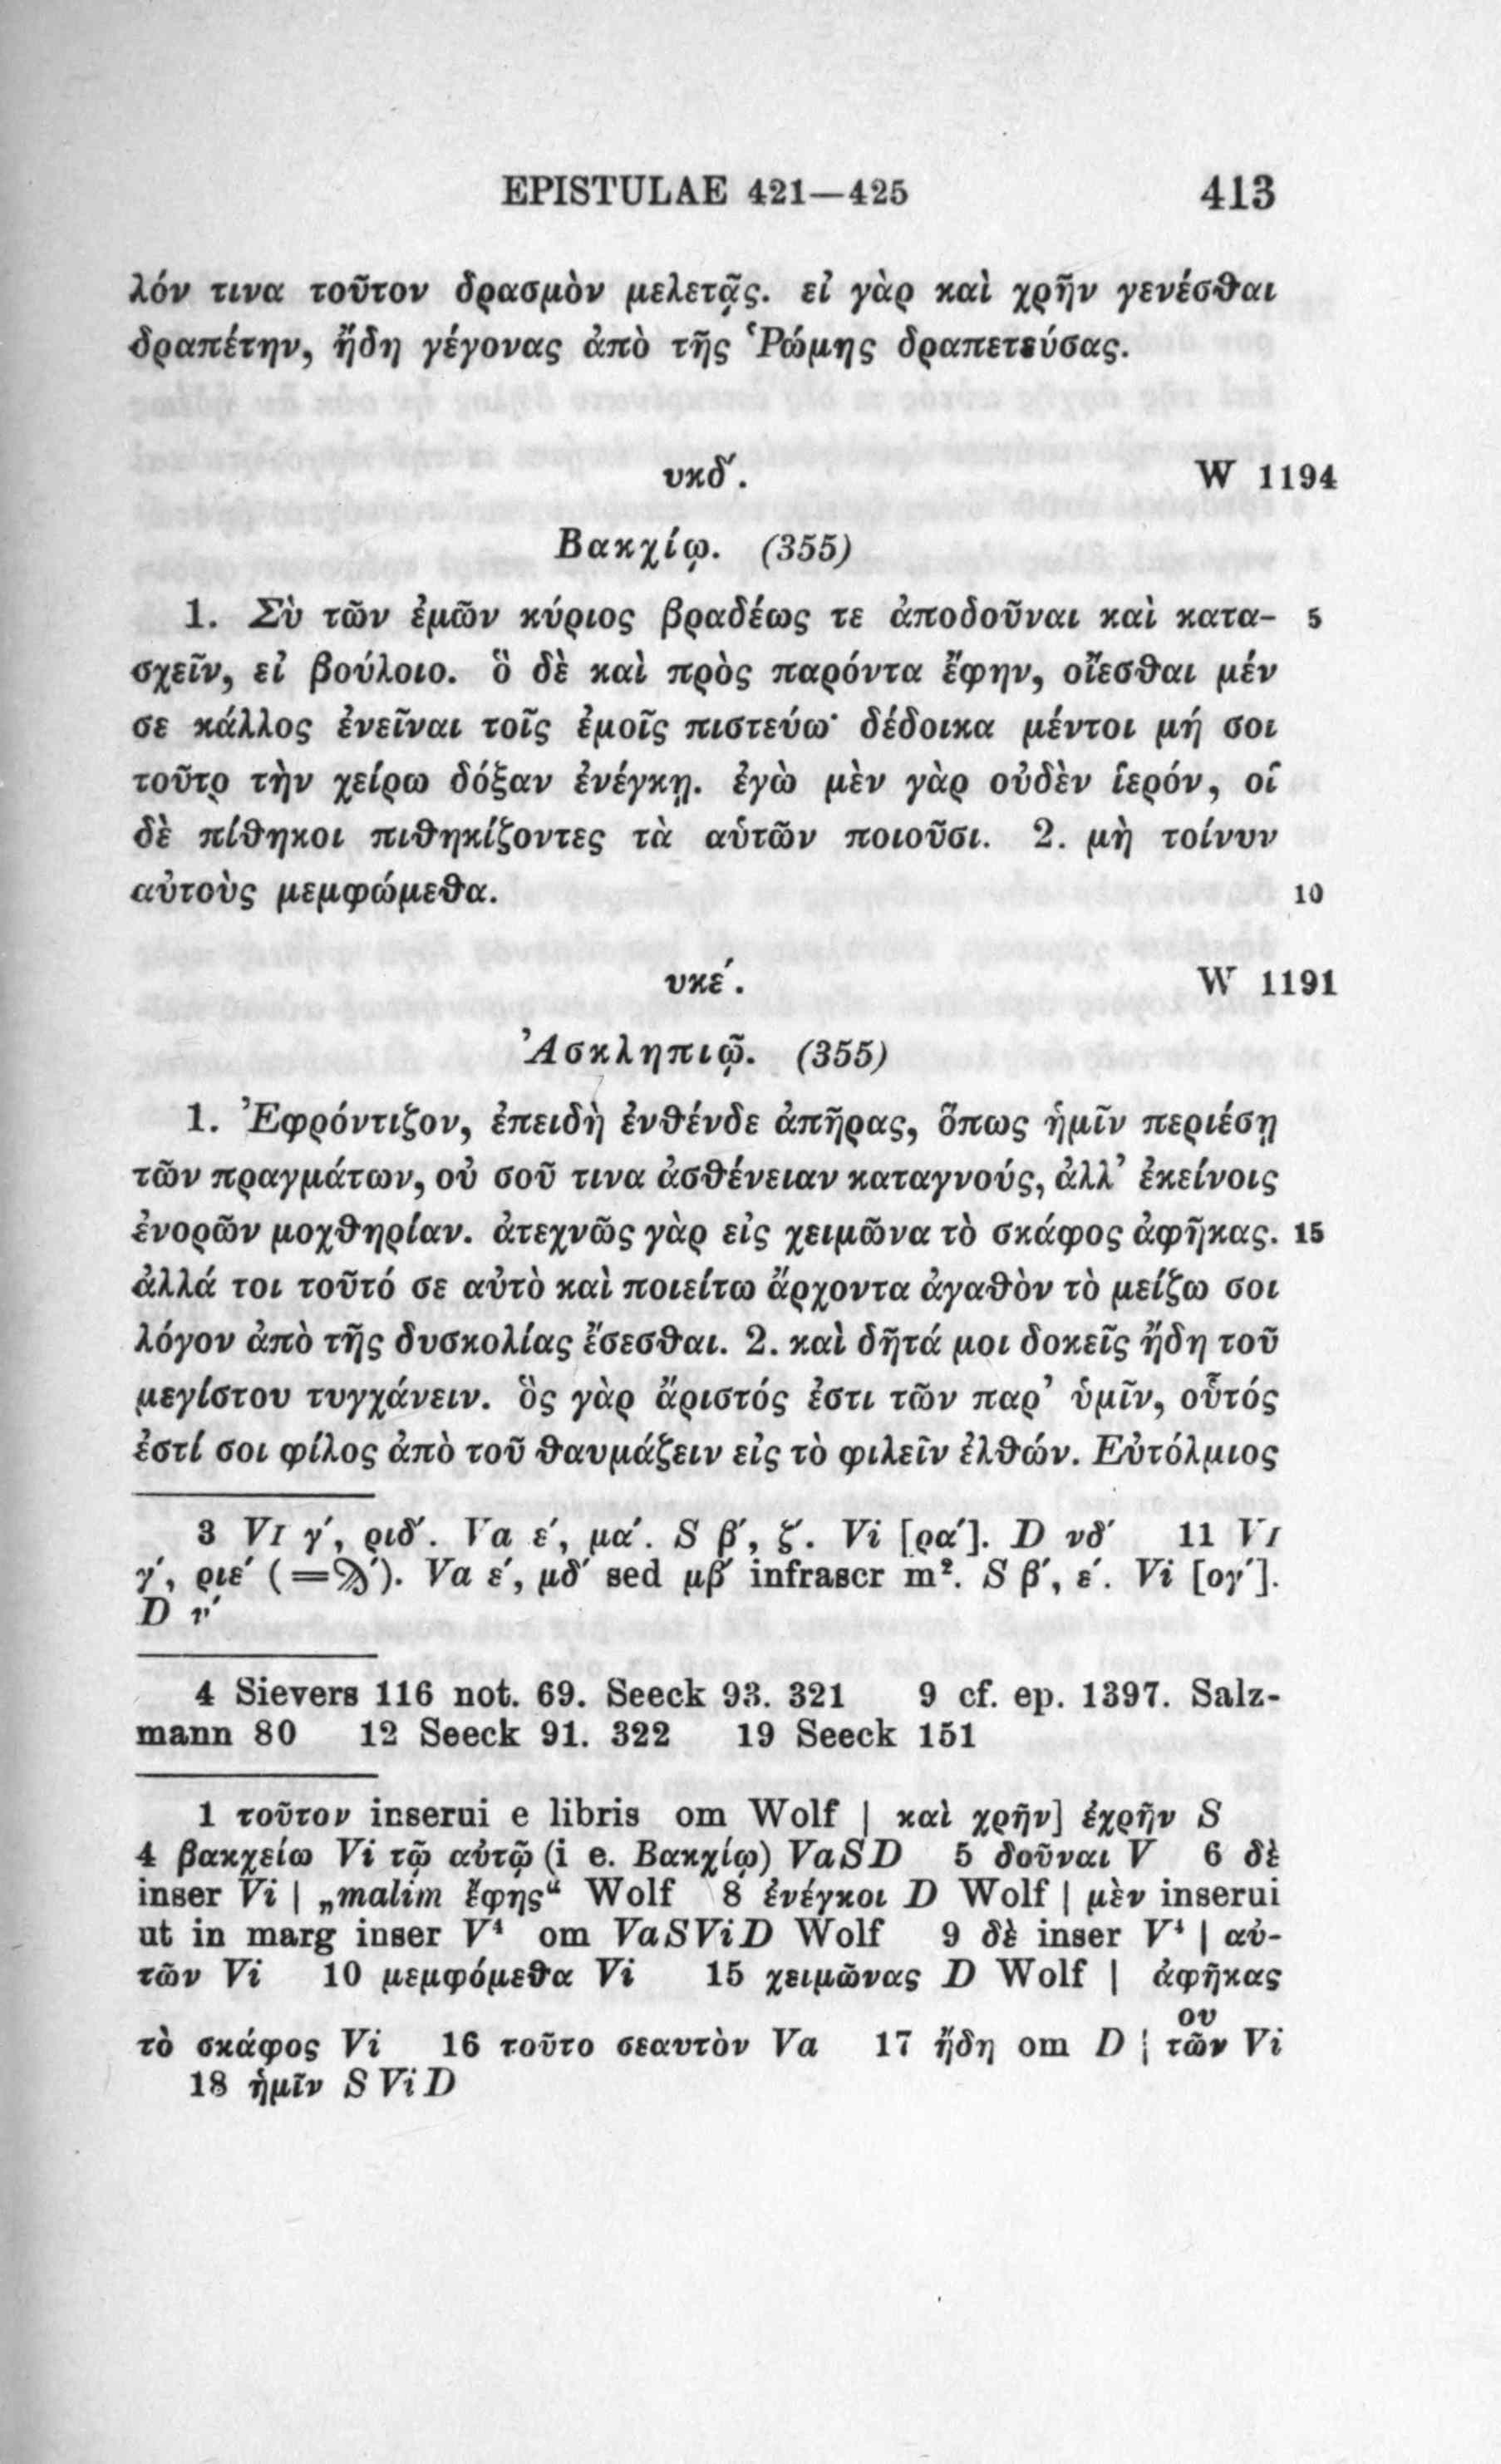 EPISTULAE 421—425 413
λόν τινα τοῦτον δρασμὸν μελετᾷς. εἰ γὰρ καὶ χρῆν γενέσθαι
δραπέτην, ἤδη γέγονας ἀπὸ τῆς Ῥώμης δραπετεύσας.
υκδ´. W 1194
Βακχίῳ. (355)
1. Σὺ τῶν ἐμῶν κύριος βραδέως τε ἀποδοῦναι καὶ κατα- 5
σχεῖν, εἰ βούλοιο. ὃ δὲ καὶ πρὸς παρόντα ἔφην, οἴεσθαι μέν
σε κάλλος ἐνεῖναι τοῖς ἐμοῖς πιστεύω· δέδοικα μέντοι μή σοι
τοῦτο τὴν χείρω δόξαν ἐνέγκῃ. ἐγὼ μὲν γὰρ οὐδὲν ἱερόν, οἱ
δὲ πίθηκοι πιθηκίζοντες τὰ αὑτῶν ποιοῦσι. 2. μὴ τοίνυν
αὐτοὺς μεμφώμεθα. 10
υκε´. W 1191
Ἀσκληπιῷ. (355)
1. Ἐφρόντιζον, ἐπειδὴ ἐνθένδε ἀπῆρας, ὅπως ἡμῖν περιέσῃ
τῶν πραγμάτων, οὐ σοῦ τινα ἀσθένειαν καταγνούς, ἀλλ’ ἐκείνοις
ἐνορῶν μοχθηρίαν. ἀτεχνῶς γὰρ εἰς χειμῶνα τὸ σκάφος ἀφῆκας. 15
ἀλλά τοι τοῦτό σε αὐτὸ καὶ ποιείτω ἄρχοντα ἀγαθὸν τὸ μείζω σοι
λόγον ἀπὸ τῆς δυσκολίας ἔσεσθαι. 2. καὶ δῆτά μοι δοκεῖς ἤδη τοῦ
μεγίστου τυγχάνειν. ὃς γὰρ ἄριστός ἐστι τῶν παρ’ ὑμῖν, οὗτός
ἐστί σοι φίλος ἀπὸ τοῦ θαυμάζειν εἰς τὸ φιλεῖν ἐλθών. Εὐτόλμιος
3 VI γ´, ριδ´. Va ε´, μα´. S β´, ζ´. Vi [ρα´]. D νδ´ 11 VI
γ´, ριε´ (= ). Va ε´, μδ´ sed μβ´ infrascr m². S β´, ε´. Vi [ογ´].
D ν´
4 Sievers 116 not. 69. Seeck 93. 321 9 cf. ep. 1397. Salz-
mann 80 12 Seeck 91. 322 19 Seeck 151
1 τοῦτον inserui e libris om Wolf | καὶ χρῆν] ἐχρῆν S
4 βακχείω Vi τῷ αὐτῷ (i e. Βακχίῳ) VaSD 5 δοῦναι V 6 δὲ
inser Vi | „malim ἔφης“ Wolf 8 ἐνέγκοι D Wolf | μὲν inserui
ut in marg inser V⁴ om VaSViD Wolf 9 δὲ inser V⁴ | αὐ-
τῶν Vi 10 μεμφόμεθα Vi 15 χειμῶνας D Wolf | ἀφῆκας
τὸ σκάφος Vi 16 τοῦτο σεαυτὸν Va 17 ἤδη om D | τῶν ου Vi
18 ἡμῖν S Vi D